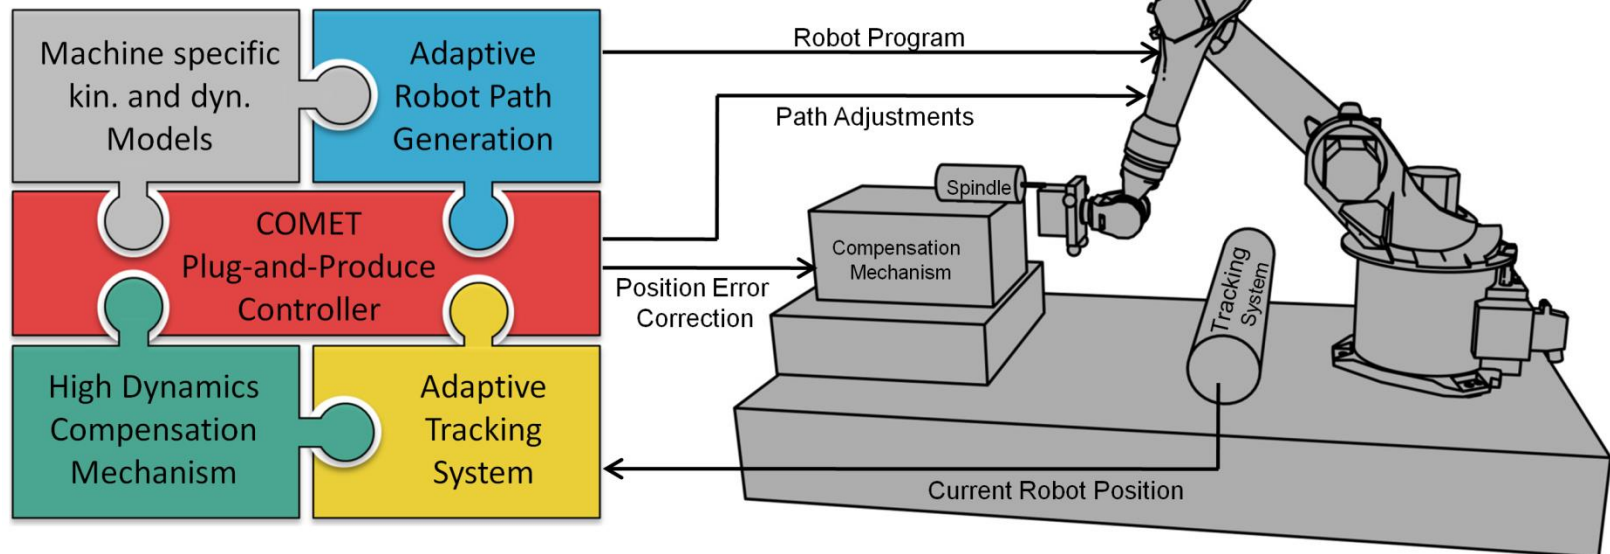 Machine specific
kin. and dyn.
Models
Adaptive
Robot Path
Generation
COMET
Plug-and-Produce
Controller
High Dynamics
Compensation
Mechanism
Adaptive
Tracking
System
Robot Program
Path Adjustments
Position Error
Correction
Spindle
Compensation
Mechanism
Tracking
System
Current Robot Position